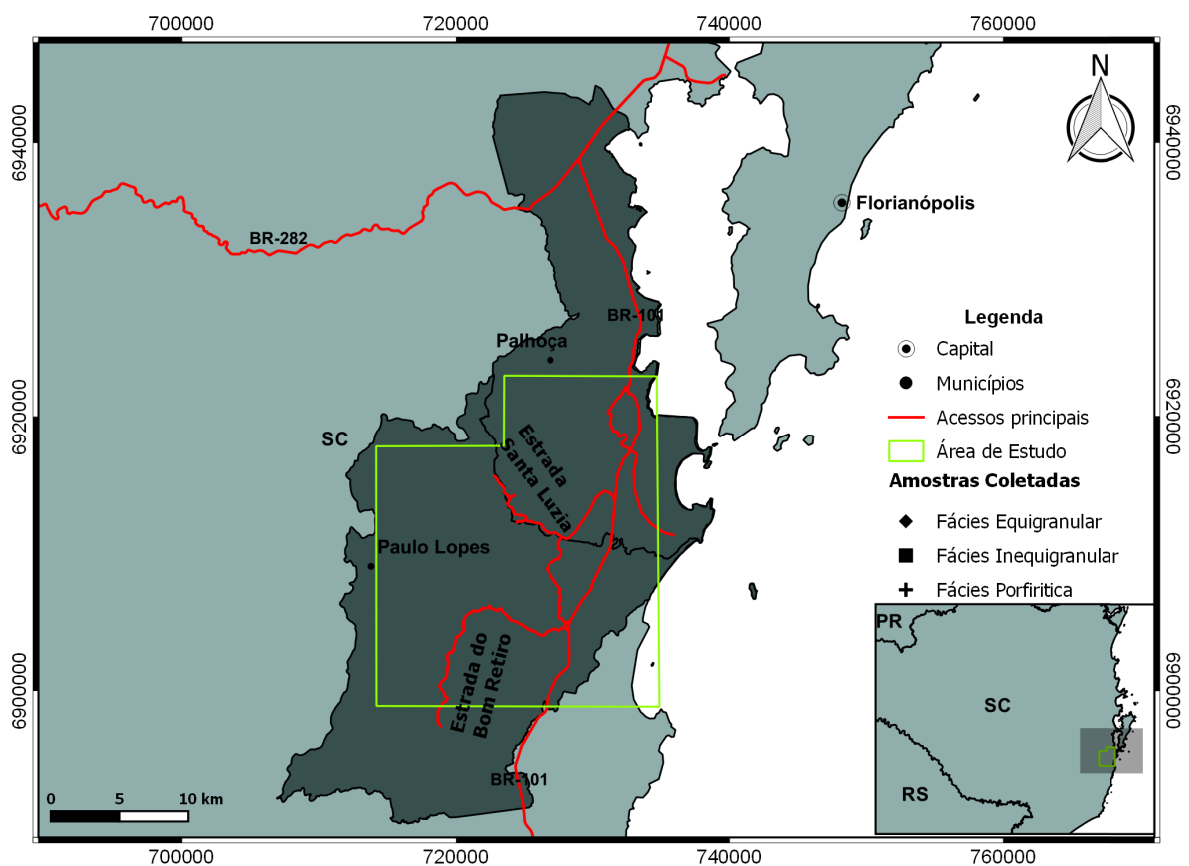 700000
720000
740000
760000
6940000
6920000
6900000
6940000
6920000
6900000
N
Florianópolis
BR-282
BR-101
Palhoça
SC
Estrada
Santa Luzia
Paulo Lopes
Estrada do
Bom Retiro
BR-101
Legenda
Capital
Municípios
Acessos principais
Área de Estudo
Amostras Coletadas
Fácies Equigranular
Fácies Inequigranular
Fácies Porfiritica
PR
SC
RS
0 5 10 km
700000
720000
740000
760000